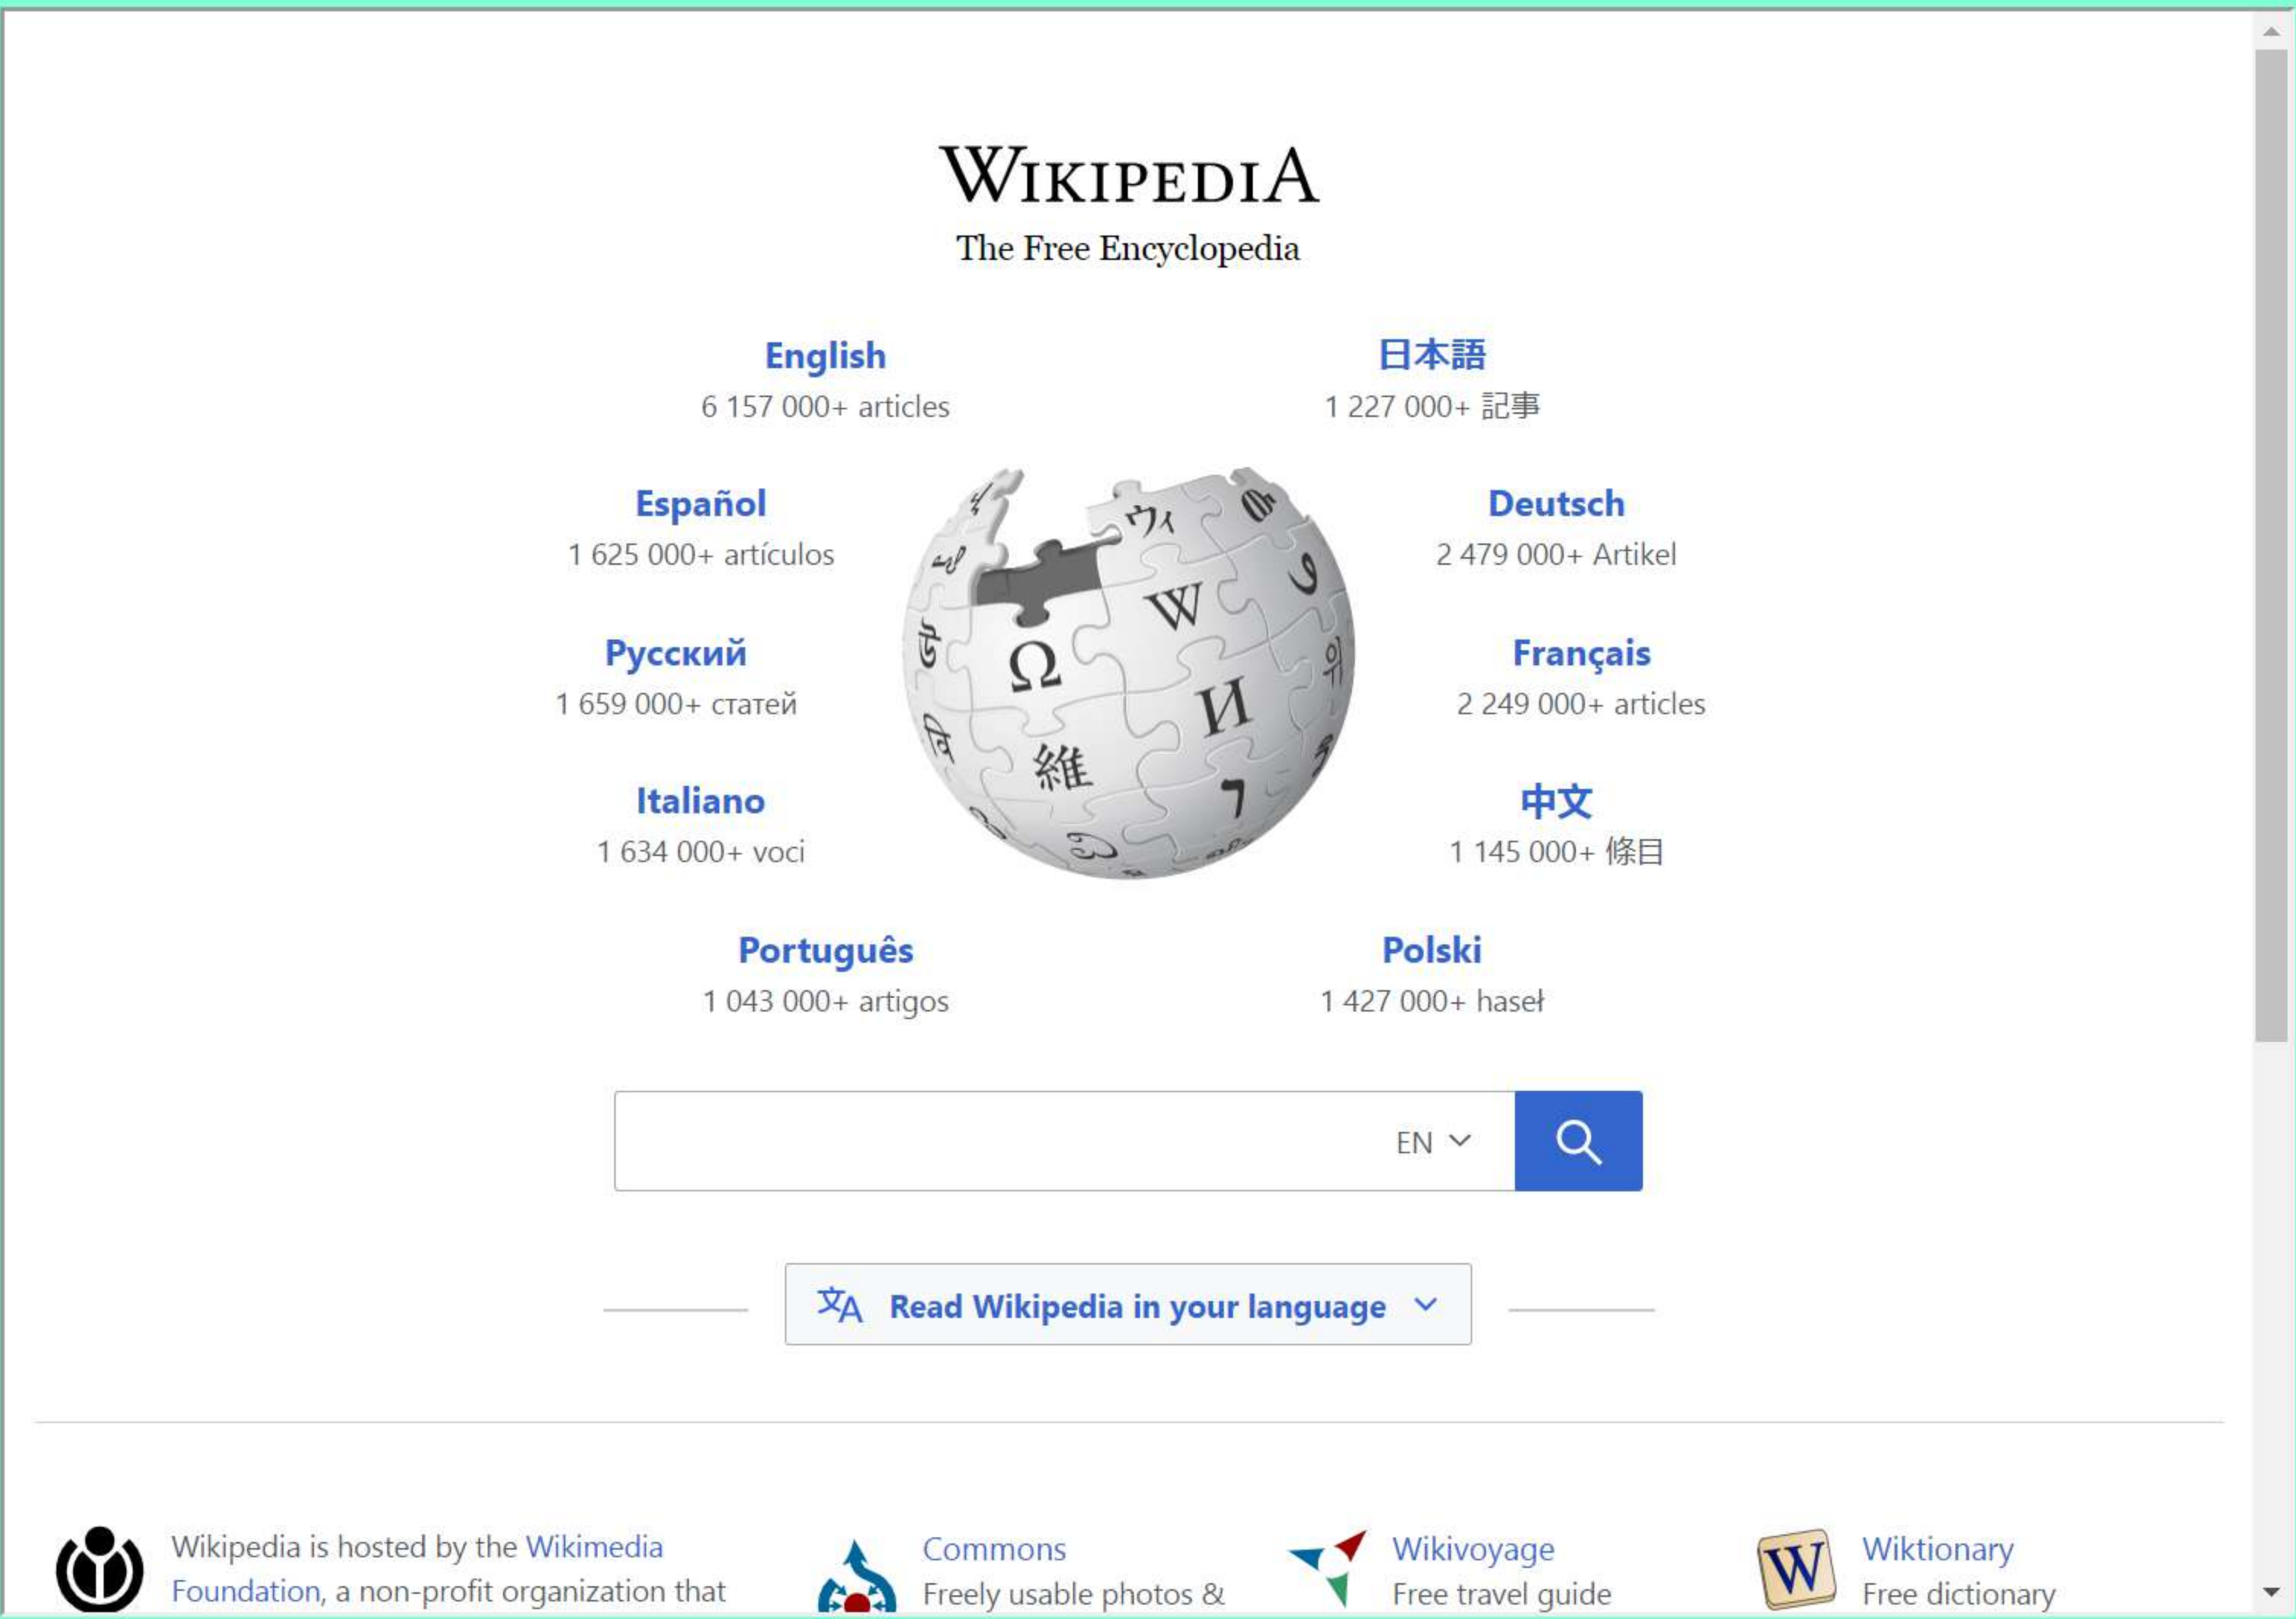 WIKIPEDIA
The Free Encyclopedia
English
6 157 000+ articles
日本語
1 227 000+ 記事
Español
1 625 000+ artículos
Deutsch
2 479 000+ Artikel
Русский
1 659 000+ статей
Français
2 249 000+ articles
Italiano
1 634 000+ voci
中文
1 145 000+ 條目
Português
1 043 000+ artigos
Polski
1 427 000+ haseł
Ω
W
И
維
ウィ
EN
Read Wikipedia in your language
Wikipedia is hosted by the Wikimedia
Foundation, a non-profit organization that
Commons
Freely usable photos &
Wikivoyage
Free travel guide
W
Wiktionary
Free dictionary